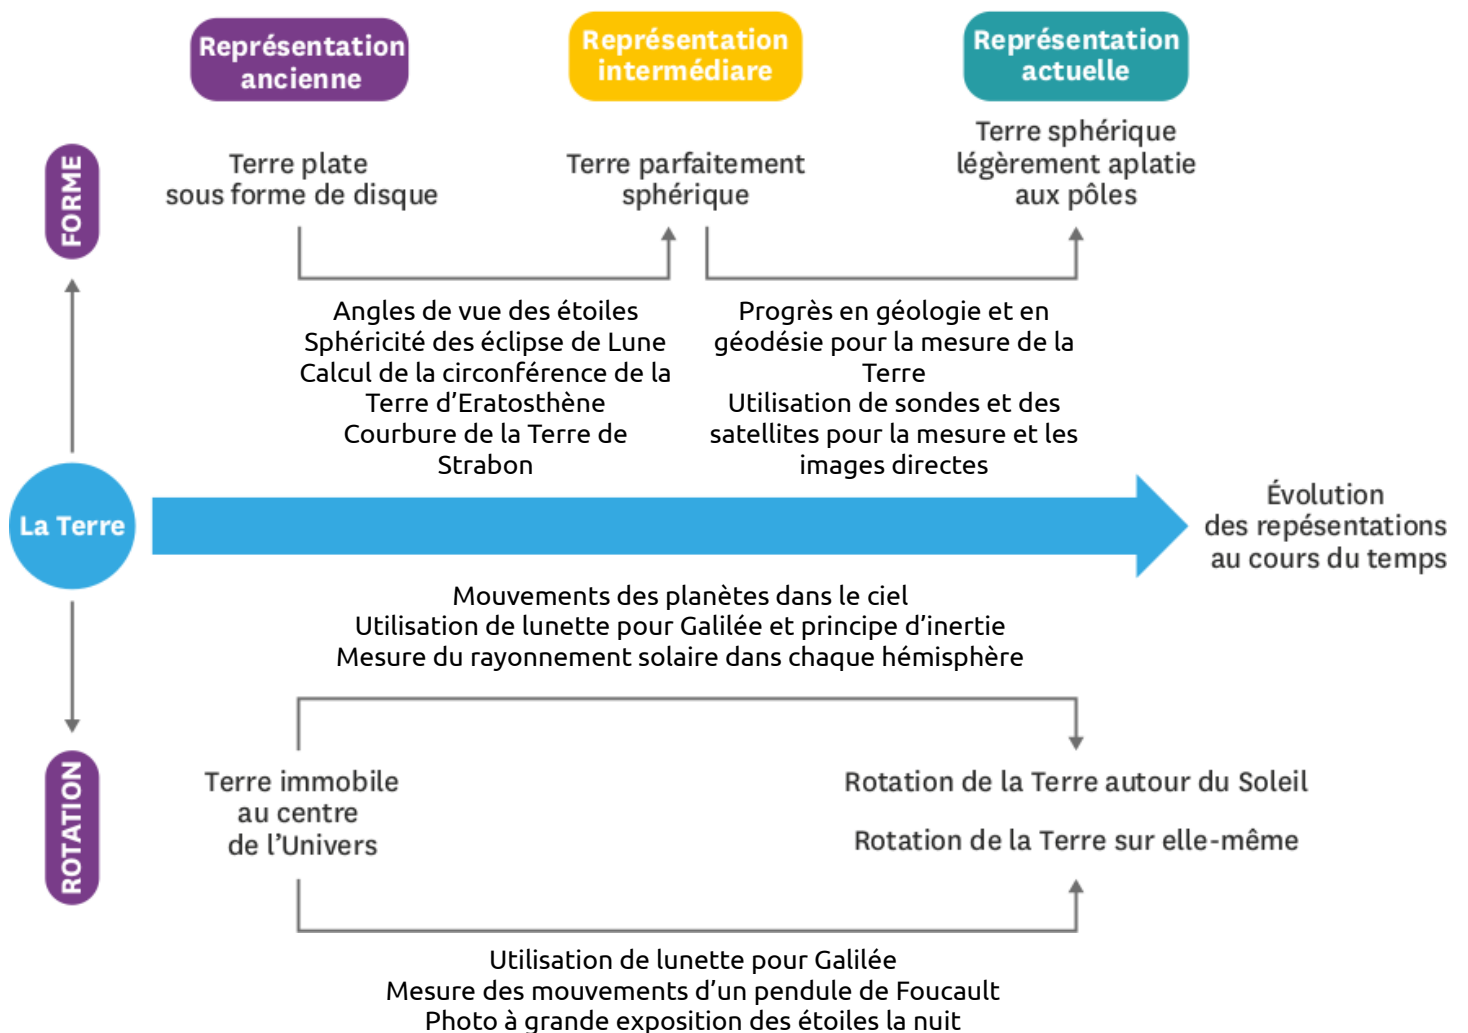 Représentation
ancienne
Représentation
intermédiare
Représentation
actuelle
FORME
Terre plate
sous forme de disque
Terre parfaitement
sphérique
Terre sphérique
légèrement aplatie
aux pôles
Angles de vue des étoiles
Sphéricité des éclipse de Lune
Calcul de la circonférence de la
Terre d’Eratosthène
Courbure de la Terre de
Strabon
Progrès en géologie et en
géodésie pour la mesure de la
Terre
Utilisation de sondes et des
satellites pour la mesure et les
images directes
La Terre
Évolution
des repésentations
au cours du temps
Mouvements des planètes dans le ciel
Utilisation de lunette pour Galilée et principe d’inertie
Mesure du rayonnement solaire dans chaque hémisphère
ROTATION
Terre immobile
au centre
de l’Univers
Rotation de la Terre autour du Soleil
Rotation de la Terre sur elle-même
Utilisation de lunette pour Galilée
Mesure des mouvements d’un pendule de Foucault
Photo à grande exposition des étoiles la nuit